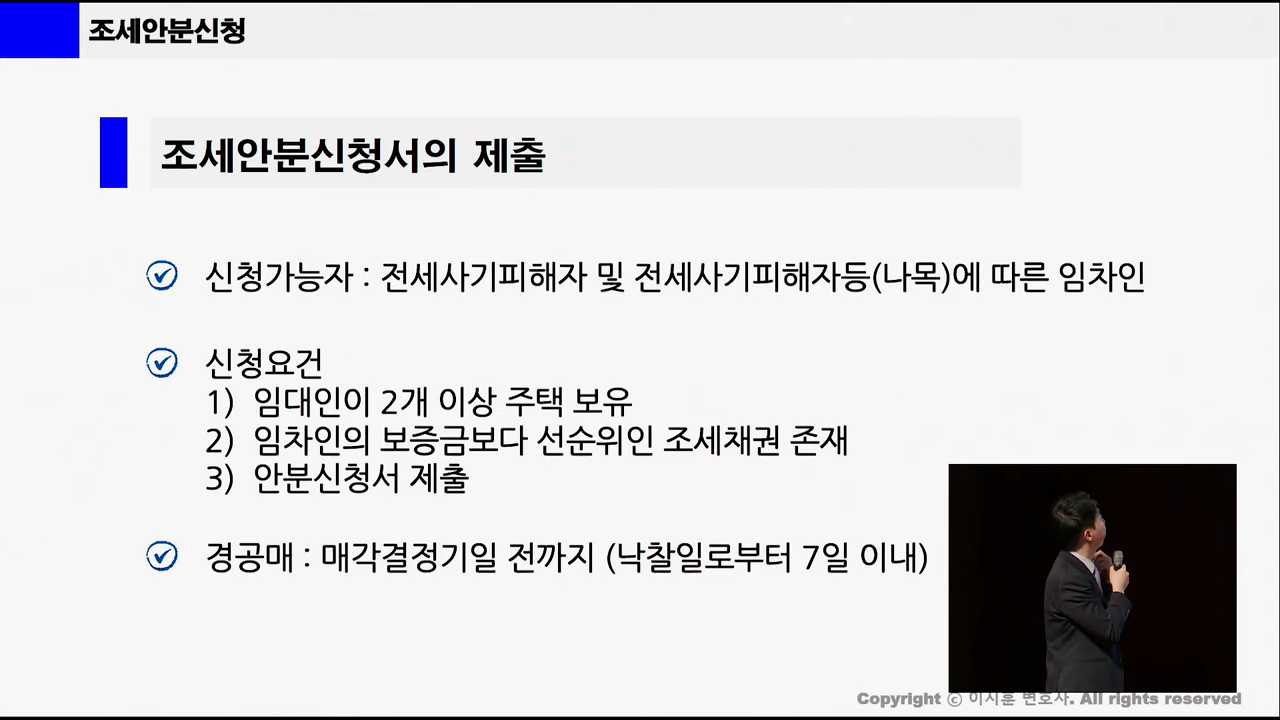 조세안분신청
조세안분신청서의 제출
신청가능자 : 전세사기피해자 및 전세사기피해자등(나목)에 따른 임차인
신청요건
1) 임대인이 2개 이상 주택 보유
2) 임차인의 보증금보다 선순위인 조세채권 존재
3) 안분신청서 제출
경공매 : 매각결정기일 전까지 (낙찰일로부터 7일 이내)
Copyright ⓒ 이지훈 변호사. All rights reserved